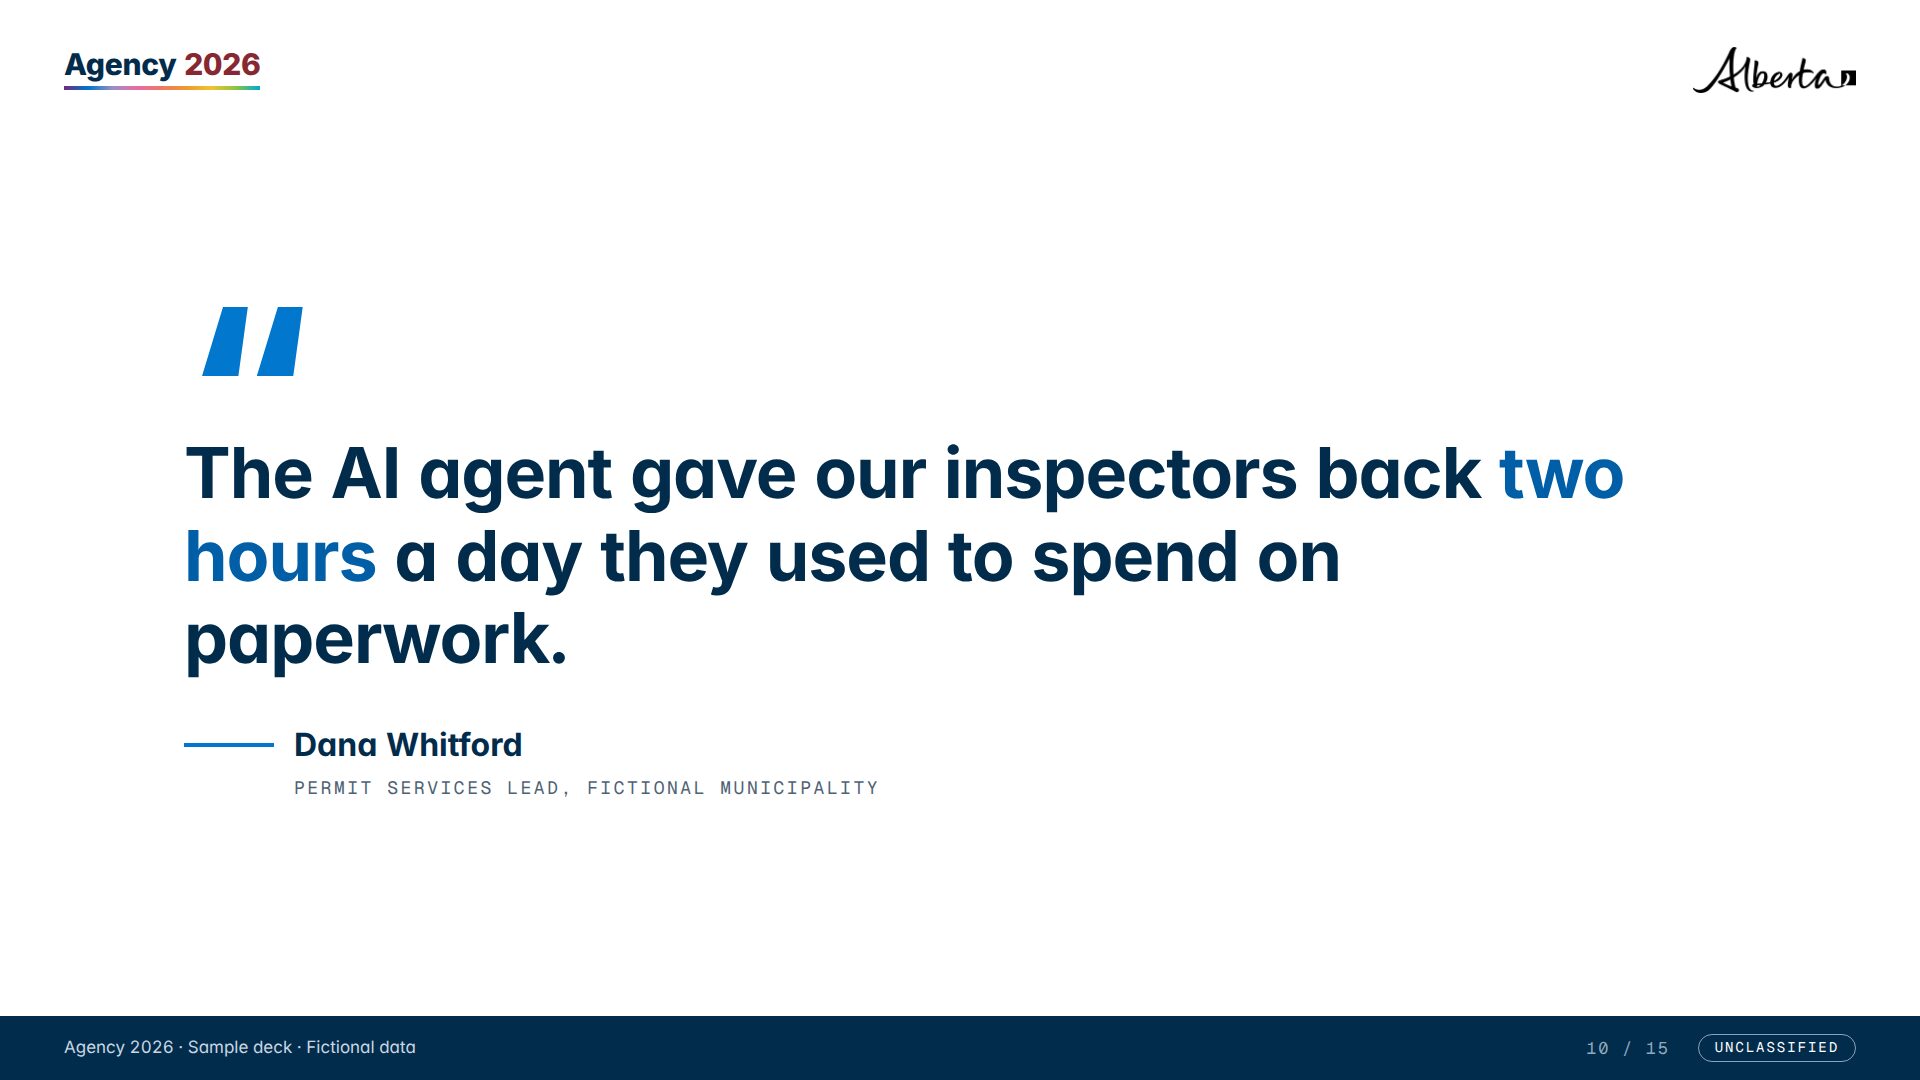 Agency 2026
Alberta
“
The AI agent gave our inspectors back two
hours a day they used to spend on
paperwork.
Dana Whitford
PERMIT SERVICES LEAD, FICTIONAL MUNICIPALITY
Agency 2026 · Sample deck · Fictional data
10 / 15
UNCLASSIFIED